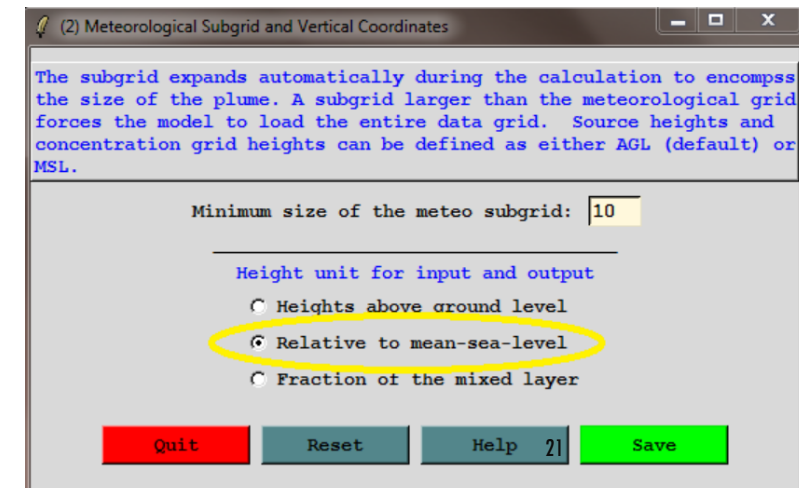 (2) Meteorological Subgrid and Vertical Coordinates
The subgrid expands automatically during the calculation to encompss
the size of the plume. A subgrid larger than the meteorological grid
forces the model to load the entire data grid. Source heights and
concentration grid heights can be defined as either AGL (default) or
MSL.
Minimum size of the meteo subgrid: 10
Height unit for input and output
Heights above ground level
Relative to mean-sea-level
Fraction of the mixed layer
Quit Reset Help 21 Save